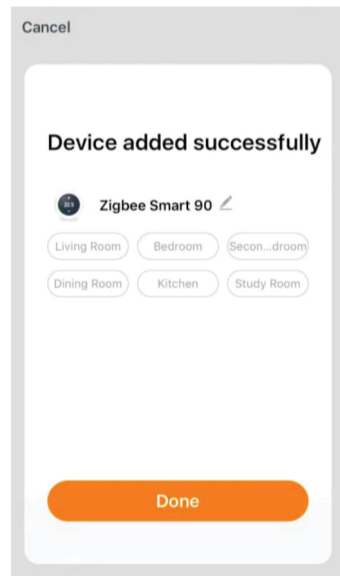 Cancel
Device added successfully
Zigbee Smart 90
Living Room Bedroom Secon...droom
Dining Room Kitchen Study Room
Done